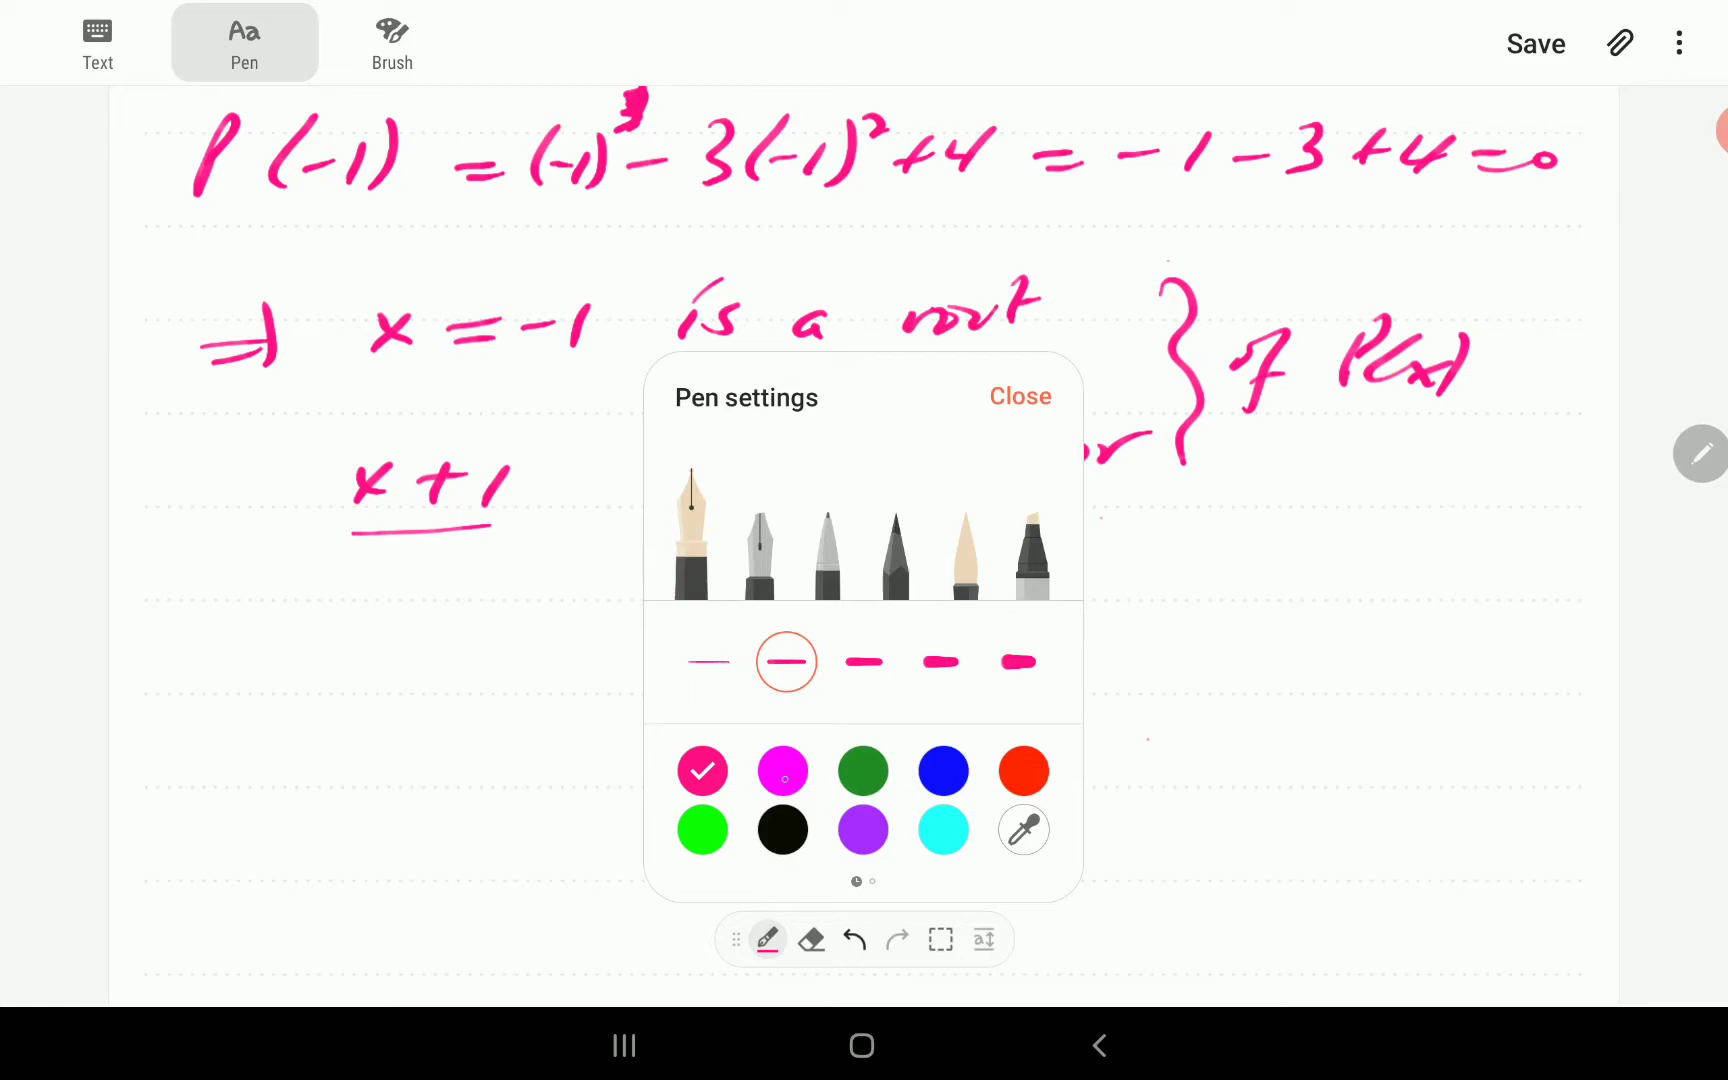 Text Pen Brush Save
P(-1) = (-1)³ - 3(-1)² + 4 = -1 - 3 + 4 = 0
⇒ x = -1 is a root } of P(x)
Pen settings Close
x + 1 or